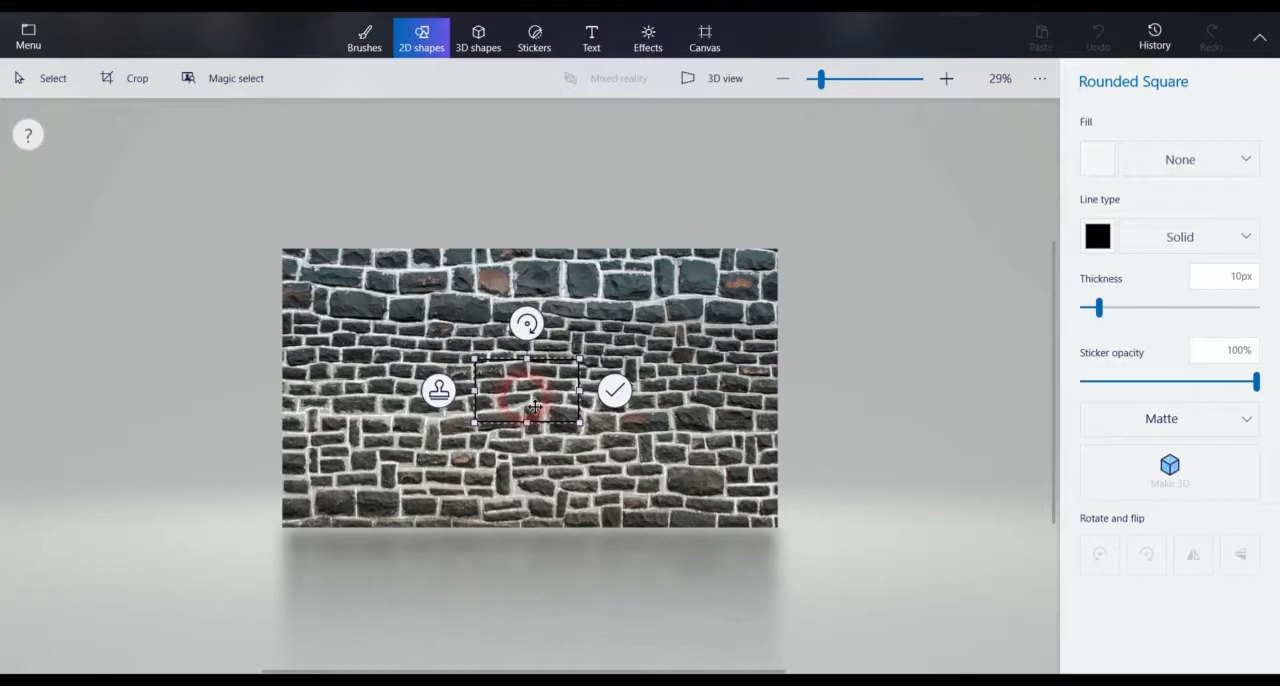 Menu
Brushes
2D shapes
3D shapes
Stickers
Text
Effects
Canvas
Paste
Undo
History
Redo
Select
Crop
Magic select
Mixed reality
3D view
29%
Rounded Square
?
Fill
None
Line type
Solid
Thickness
10px
Sticker opacity
100%
Matte
Make 3D
Rotate and flip